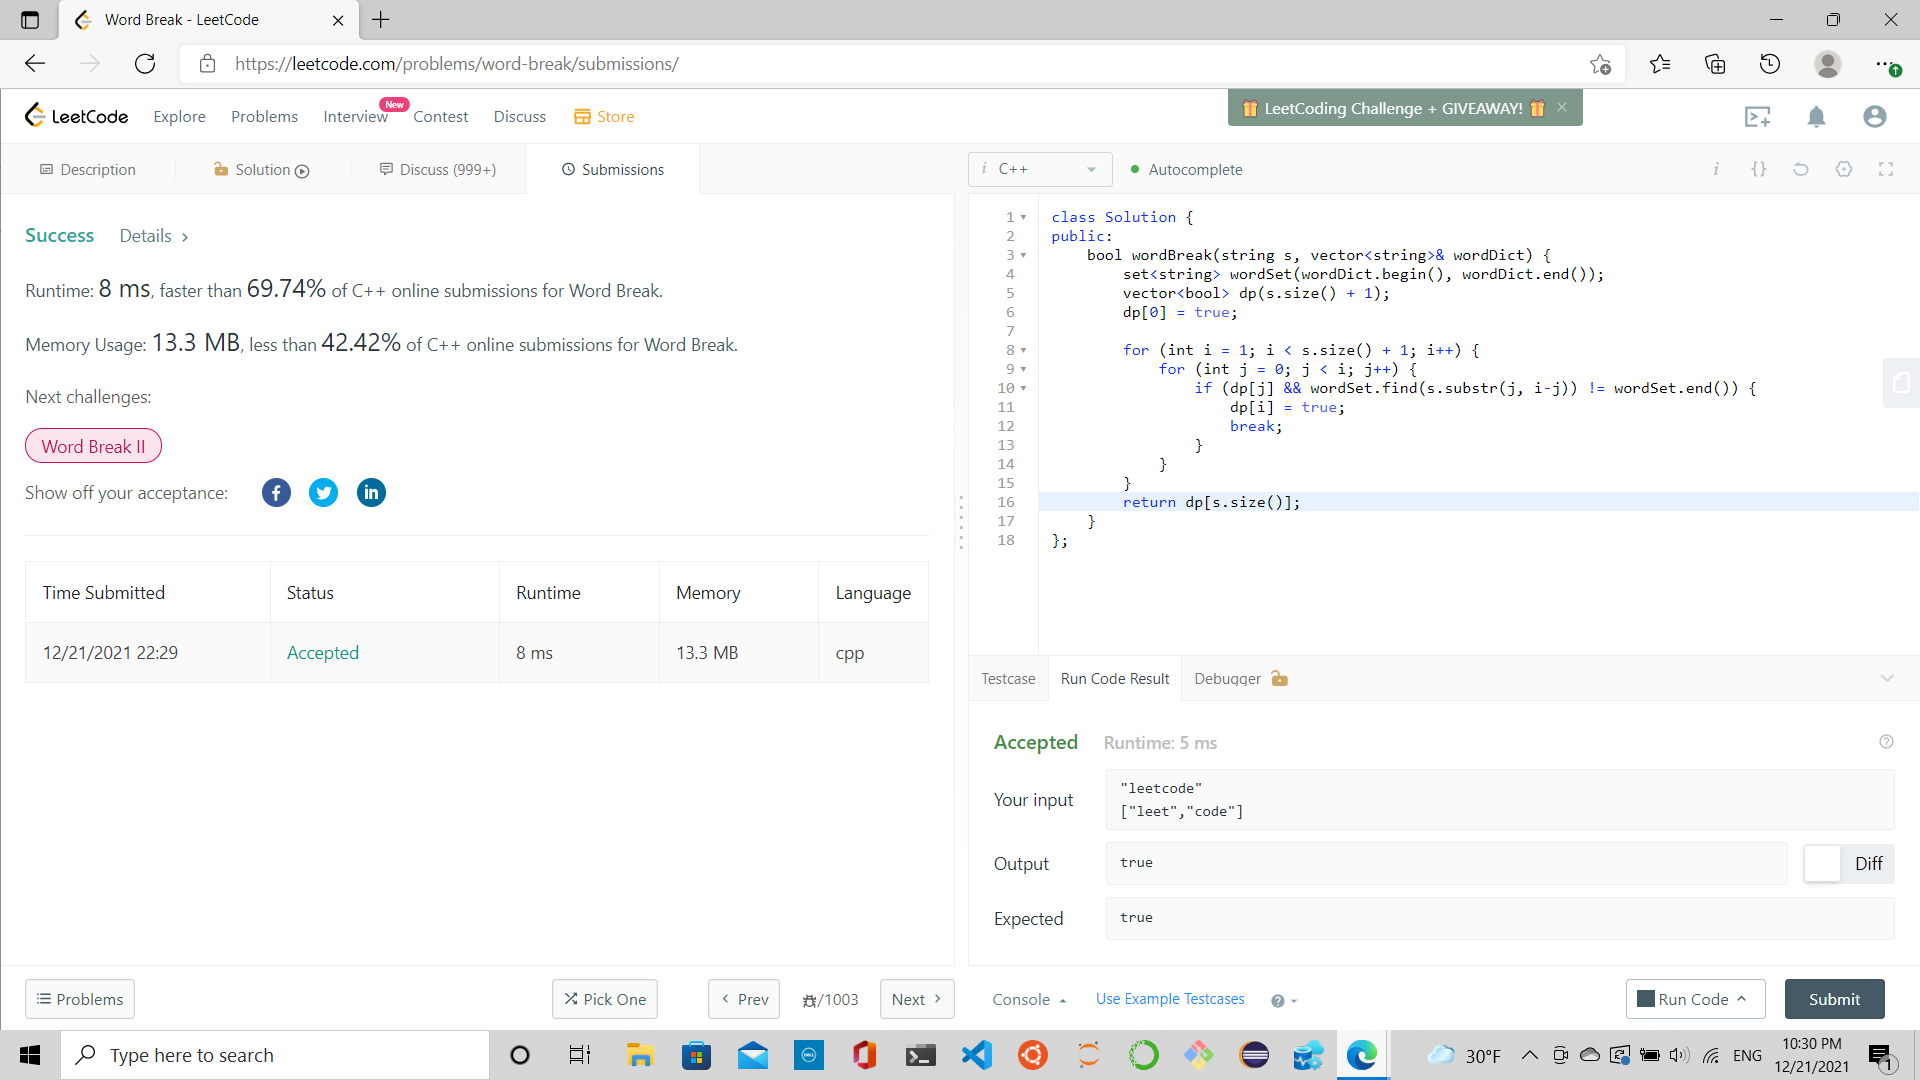 Word Break - LeetCode
https://leetcode.com/problems/word-break/submissions/
LeetCode Explore Problems Interview New Contest Discuss Store
LeetCoding Challenge + GIVEAWAY!
Description Solution Discuss (999+) Submissions
Success Details >
Runtime: 8 ms, faster than 69.74% of C++ online submissions for Word Break.
Memory Usage: 13.3 MB, less than 42.42% of C++ online submissions for Word Break.
Next challenges:
Word Break II
Show off your acceptance:
Time Submitted Status Runtime Memory Language
12/21/2021 22:29 Accepted 8 ms 13.3 MB cpp
Problems Pick One < Prev /1003 Next >
i C++ Autocomplete i {}
1 class Solution {
2 public:
3     bool wordBreak(string s, vector<string>& wordDict) {
4         set<string> wordSet(wordDict.begin(), wordDict.end());
5         vector<bool> dp(s.size() + 1);
6         dp[0] = true;
7
8         for (int i = 1; i < s.size() + 1; i++) {
9             for (int j = 0; j < i; j++) {
10                 if (dp[j] && wordSet.find(s.substr(j, i-j)) != wordSet.end()) {
11                     dp[i] = true;
12                     break;
13                 }
14             }
15         }
16         return dp[s.size()];
17     }
18 };
Testcase Run Code Result Debugger
Accepted Runtime: 5 ms
Your input
"leetcode"
["leet","code"]
Output true Diff
Expected true
Console Use Example Testcases ? Run Code Submit
Type here to search
DELL
30°F ENG 10:30 PM
12/21/2021 1